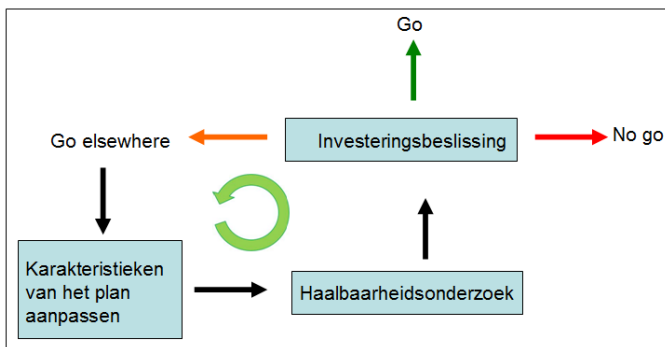 Go
Investeringsbeslissing
Go elsewhere
No go
Karakteristieken
van het plan
aanpassen
Haalbaarheidsonderzoek